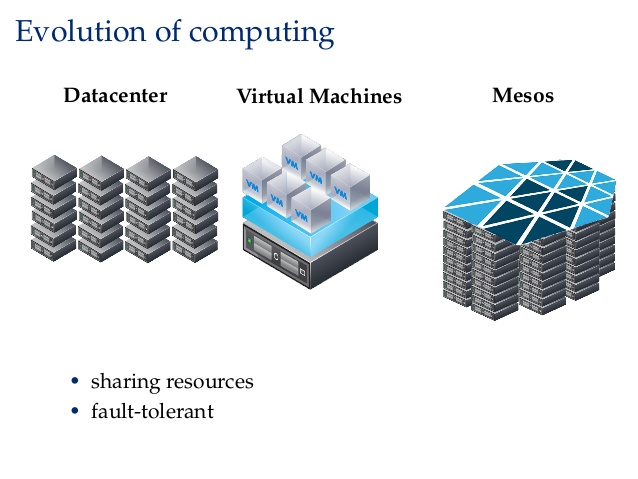 Evolution of computing
Datacenter
Virtual Machines
Mesos
VM
VM
VM
VM
VM
VM
• sharing resources
• fault-tolerant